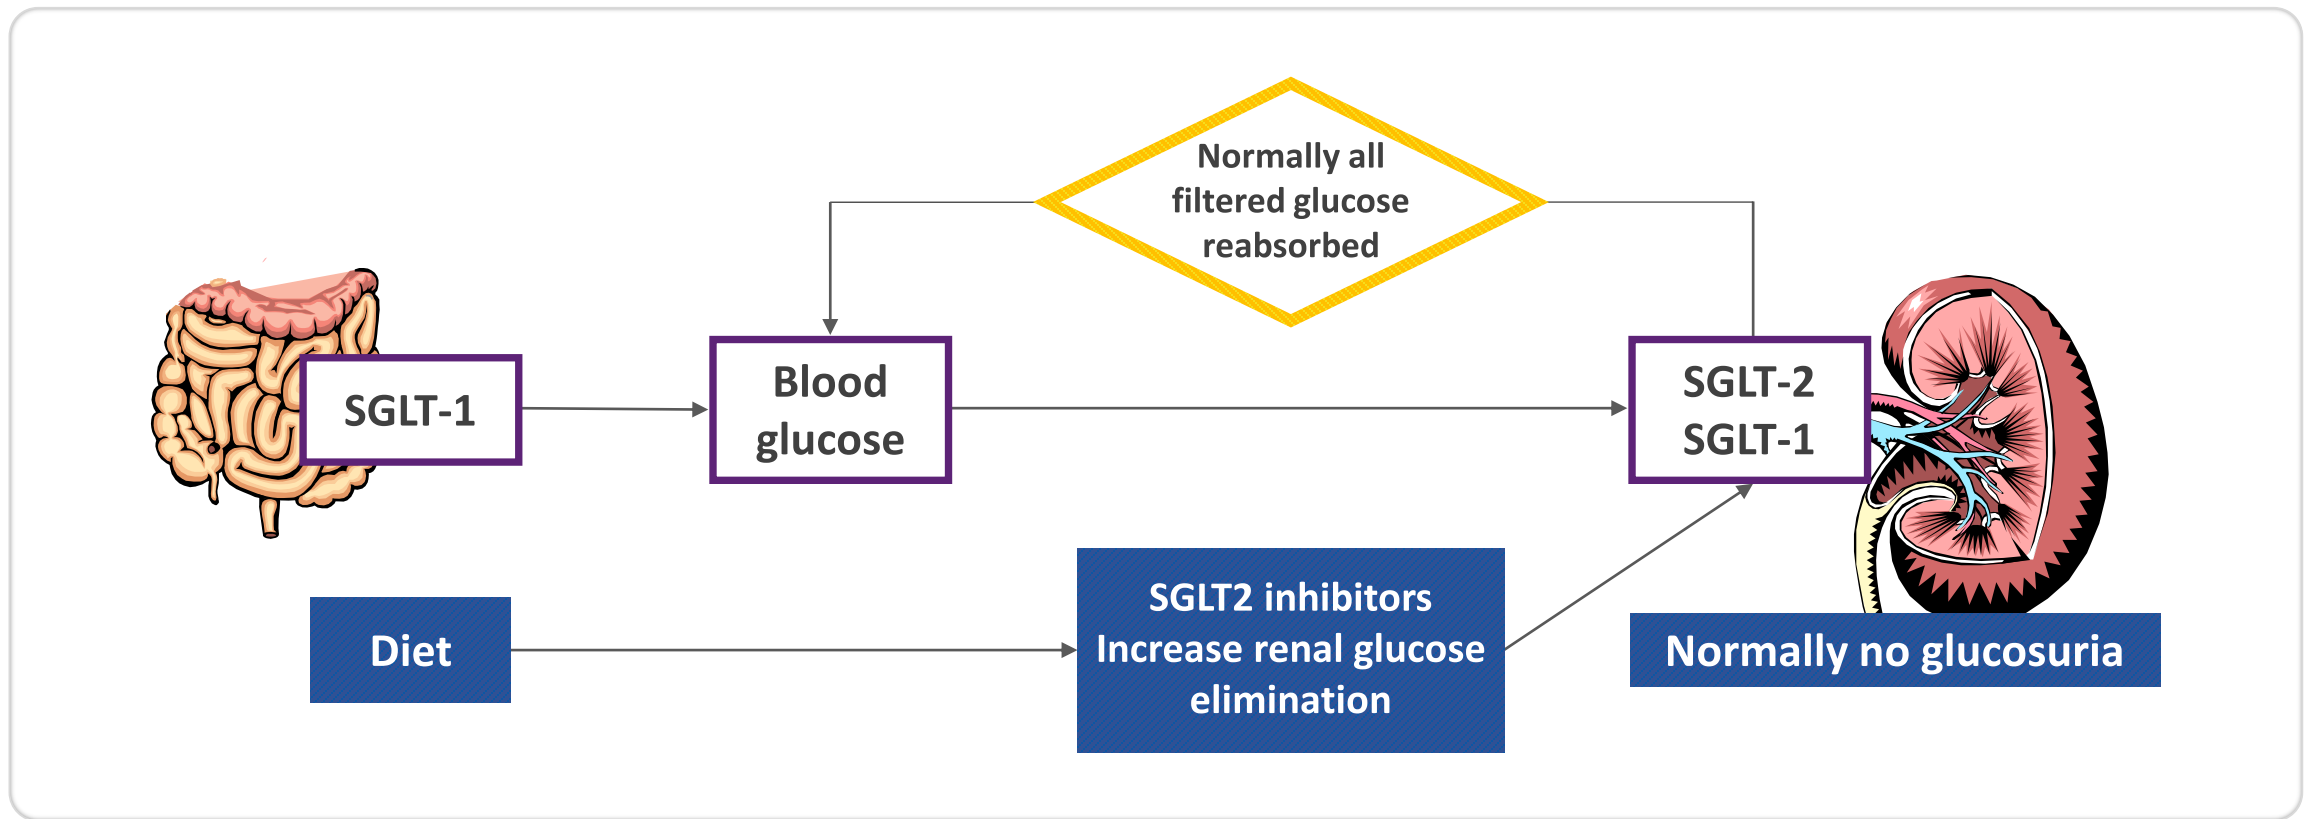 Normally all
filtered glucose
reabsorbed
SGLT-1
Blood
glucose
SGLT-2
SGLT-1
Diet
SGLT2 inhibitors
Increase renal glucose
elimination
Normally no glucosuria